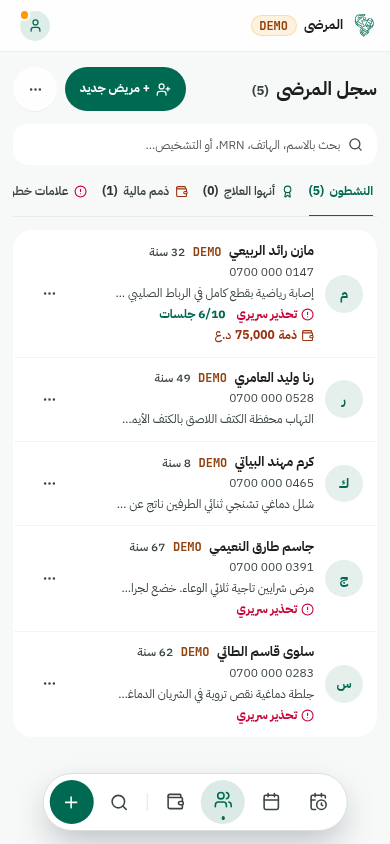 المرضى DEMO
سجل المرضى (5)
+ مريض جديد
بحث بالاسم، الهاتف، MRN، أو التشخيص...
النشطون (5)
أنهوا العلاج (0)
ذمم مالية (1)
علامات خطر
م
مازن رائد الربيعي DEMO 32 سنة
0700 000 0147
إصابة رياضية بقطع كامل في الرباط الصليبي ...
تحذير سريري 6/10 جلسات
ذمة 75,000 د.ع
ر
رنا وليد العامري DEMO 49 سنة
0700 000 0528
التهاب محفظة الكتف اللاصق بالكتف الأيم...
ك
كرم مهند البياتي DEMO 8 سنة
0700 000 0465
شلل دماغي تشنجي ثنائي الطرفين ناتج عن ...
ج
جاسم طارق النعيمي DEMO 67 سنة
0700 000 0391
مرض شرايين تاجية ثلاثي الوعاء. خضع لجرا...
تحذير سريري
س
سلوى قاسم الطائي DEMO 62 سنة
0700 000 0283
جلطة دماغية نقص تروية في الشريان الدماغ...
تحذير سريري